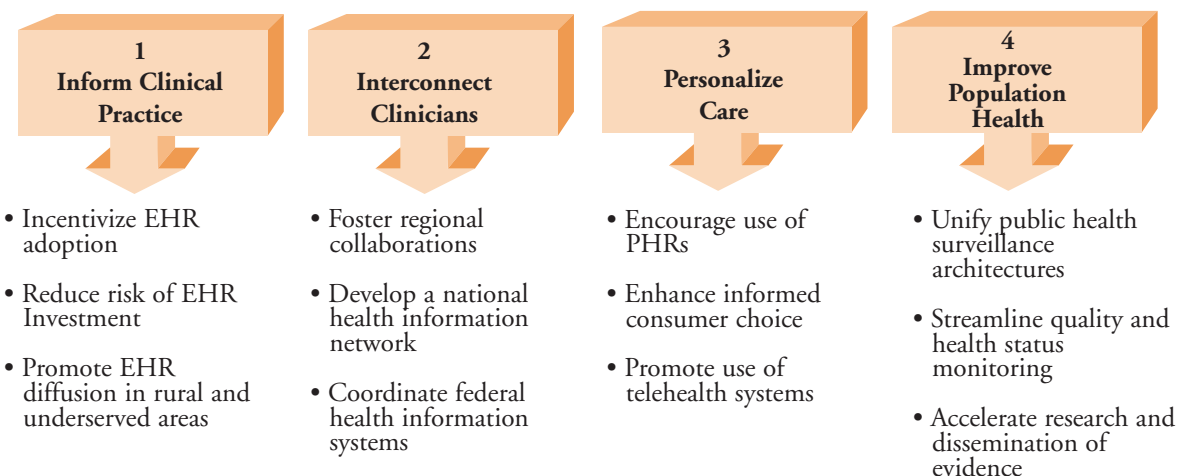 1
Inform Clinical
Practice
• Incentivize EHR
adoption
• Reduce risk of EHR
Investment
• Promote EHR
diffusion in rural and
underserved areas
2
Interconnect
Clinicians
• Foster regional
collaborations
• Develop a national
health information
network
• Coordinate federal
health information
systems
3
Personalize
Care
• Encourage use of
PHRs
• Enhance informed
consumer choice
• Promote use of
telehealth systems
4
Improve
Population
Health
• Unify public health
surveillance
architectures
• Streamline quality and
health status
monitoring
• Accelerate research and
dissemination of
evidence